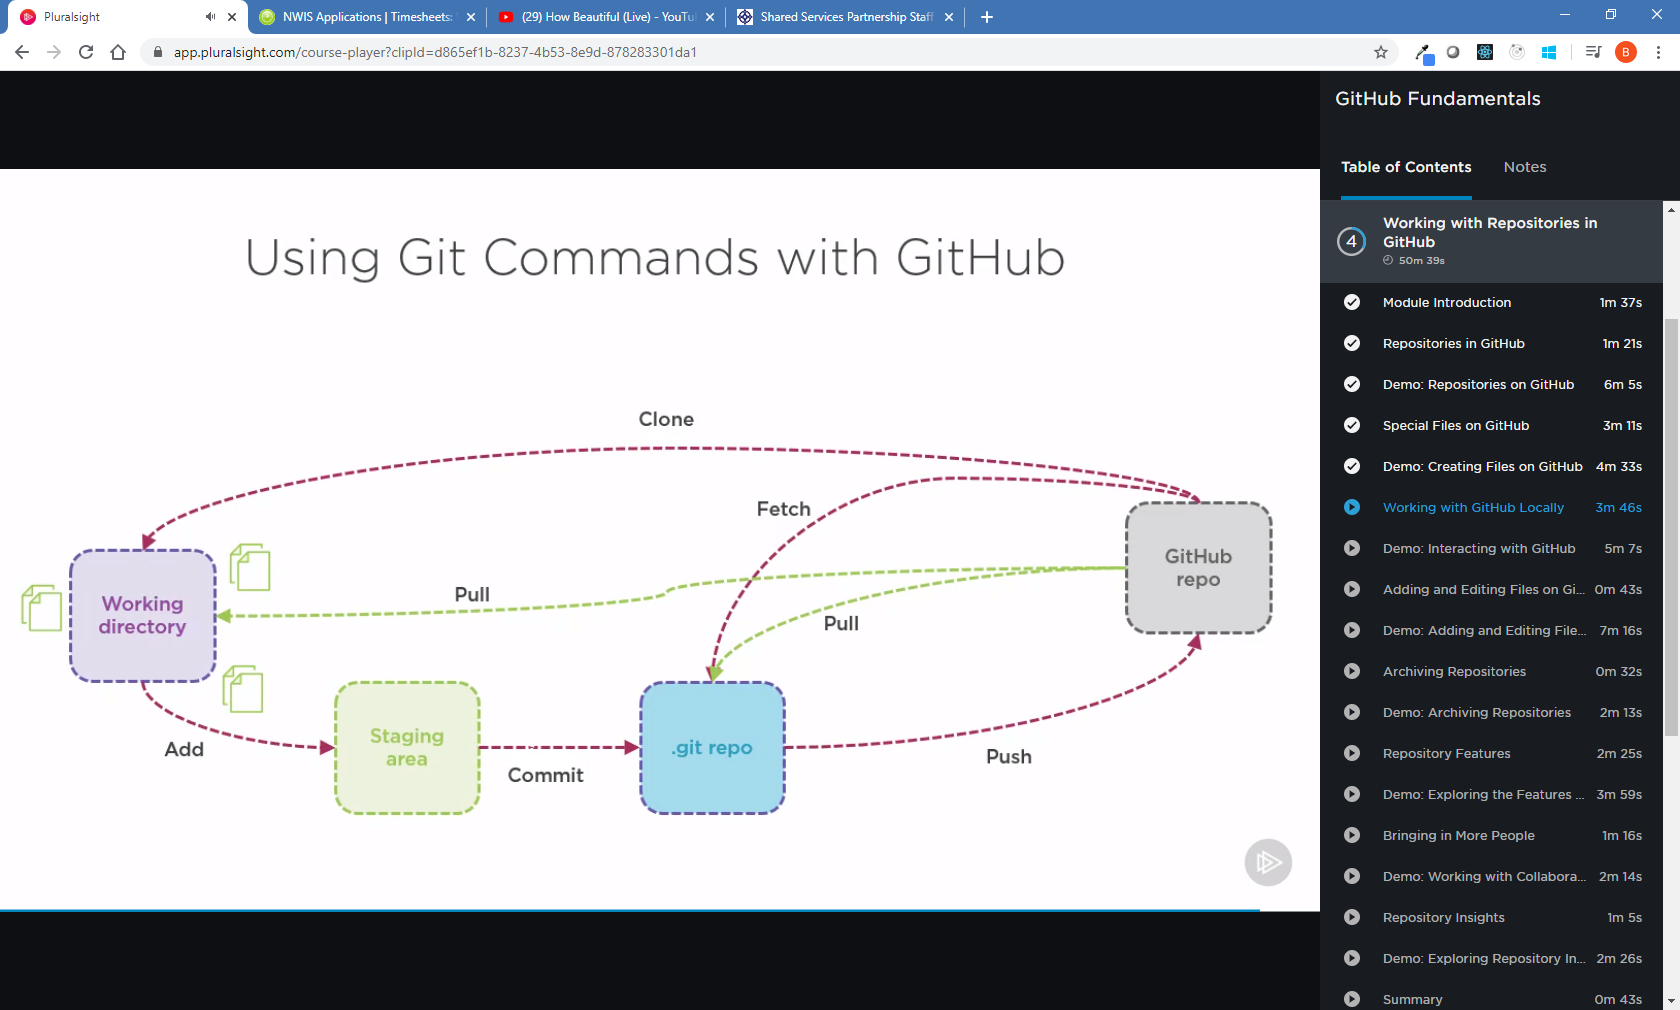 Pluralsight
NWIS Applications | Timesheets:
(29) How Beautiful (Live) - YouTu
Shared Services Partnership Staff
app.pluralsight.com/course-player?clipId=d865ef1b-8237-4b53-8e9d-878283301da1
B
GitHub Fundamentals
Table of Contents
Notes
4
Working with Repositories in
GitHub
50m 39s
Module Introduction 1m 37s
Repositories in GitHub 1m 21s
Demo: Repositories on GitHub 6m 5s
Special Files on GitHub 3m 11s
Demo: Creating Files on GitHub 4m 33s
Working with GitHub Locally 3m 46s
Demo: Interacting with GitHub 5m 7s
Adding and Editing Files on Gi... 0m 43s
Demo: Adding and Editing File... 7m 16s
Archiving Repositories 0m 32s
Demo: Archiving Repositories 2m 13s
Repository Features 2m 25s
Demo: Exploring the Features ... 3m 59s
Bringing in More People 1m 16s
Demo: Working with Collabora... 2m 14s
Repository Insights 1m 5s
Demo: Exploring Repository In... 2m 26s
Summary 0m 43s
Using Git Commands with GitHub
Clone
Fetch
GitHub
repo
Pull
Working
directory
Pull
Add
Staging
area
Commit
.git repo
Push